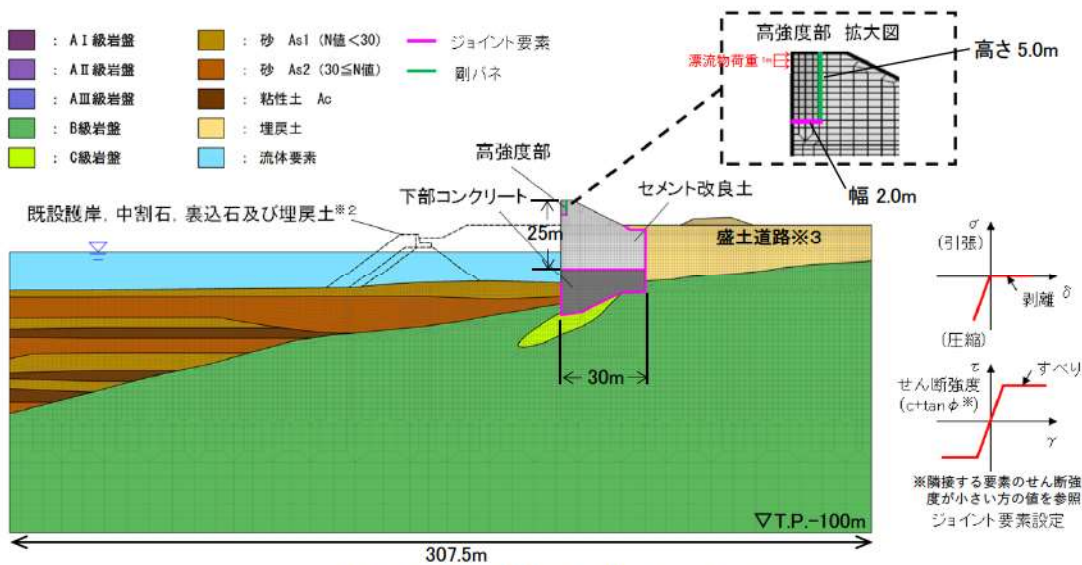 ： AⅠ級岩盤
： AⅡ級岩盤
： AⅢ級岩盤
： B級岩盤
： C級岩盤
： 砂 As1 (N値＜30)
： 砂 As2 (30≦N値)
： 粘性土 Ac
： 埋戻土
： 流体要素
ジョイント要素
剛バネ
高強度部 拡大図
漂流物荷重 1m
高さ 5.0m
幅 2.0m
高強度部
下部コンクリート
セメント改良土
既設護岸，中割石，裏込石及び埋戻土※2
25m
盛土道路※3
30m
▽T.P.-100m
307.5m
σ
(引張)
δ
剥離
(圧縮)
τ
すべり
せん断強度
(c+tanφ※)
γ
※隣接する要素のせん断強
度が小さい方の値を参照
ジョイント要素設定